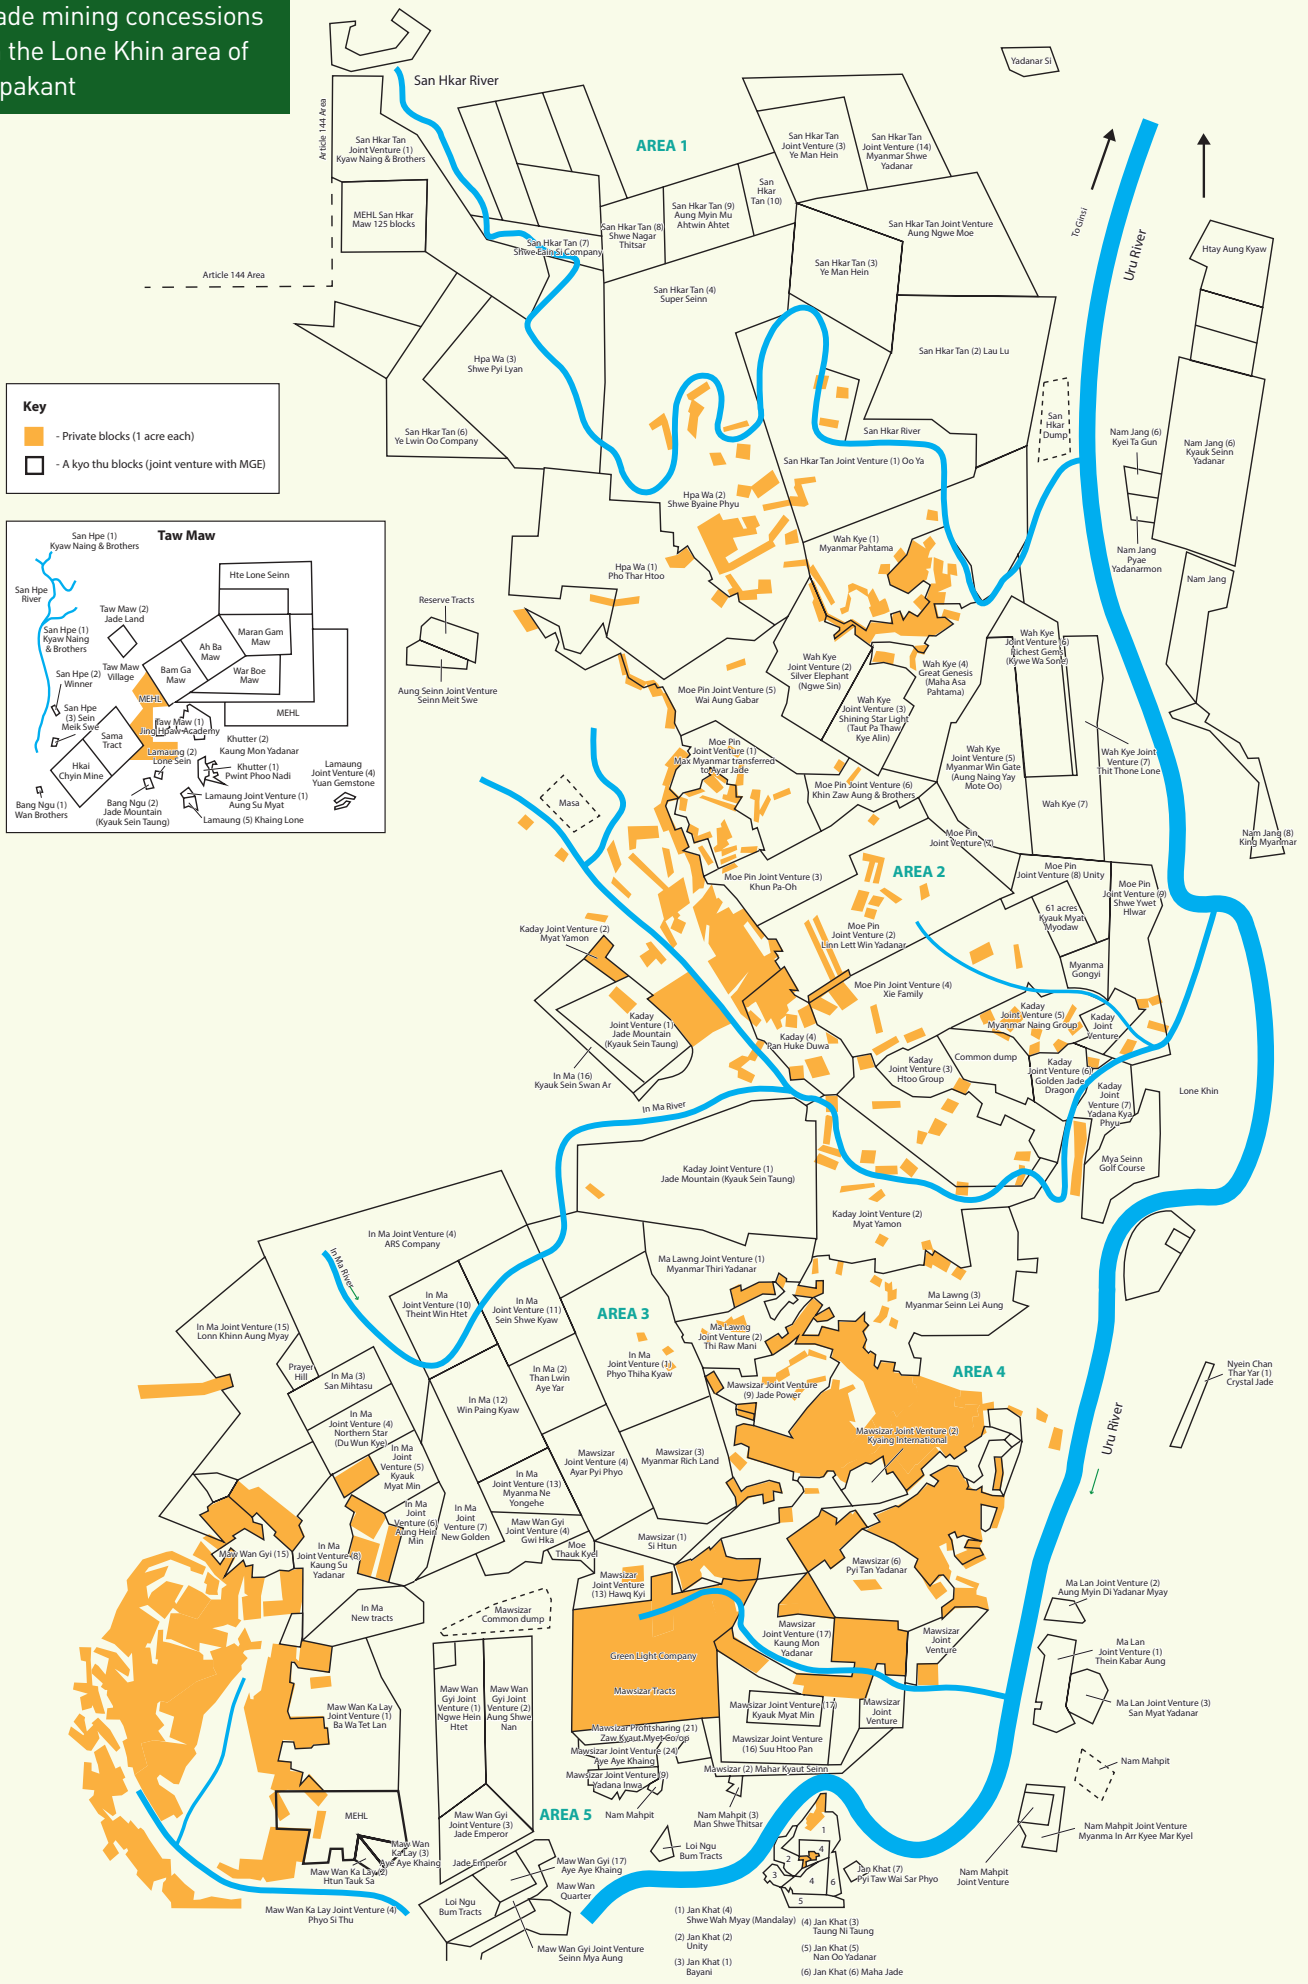 ade mining concessions
the Lone Khin area of
pakant
San Hkar River
Yadanar Si
Article 144 Area
San Hkar Tan
Joint Venture (1)
Kyaw Naing & Brothers
AREA 1
San Hkar Tan
Joint Venture (3)
Ye Man Hein
San Hkar Tan
Joint Venture (14)
Myanmar Shwe
Yadanar
MEHL San Hkar
Maw 125 blocks
San
Hkar
Tan (10)
San Hkar Tan (9)
Aung Myin Mu
Ahtwin Ahtet
San Hkar Tan (8)
Shwe Nagar
Thitsar
San Hkar Tan (7)
Shwe Eain Si Company
San Hkar Tan Joint Venture
Aung Ngwe Moe
To Ginsi
Uru River
Htay Aung Kyaw
Article 144 Area
San Hkar Tan (3)
Ye Man Hein
San Hkar Tan (4)
Super Seinn
Hpa Wa (3)
Shwe Pyi Lyan
San Hkar Tan (2) Lau Lu
Key
- Private blocks (1 acre each)
- A kyo thu blocks (joint venture with MGE)
San Hkar Tan (6)
Ye Lwin Oo Company
San Hkar River
San
Hkar
Dump
Nam Jang (6)
Kyei Ta Gun
Nam Jang (6)
Kyauk Seinn
Yadanar
San Hkar Tan Joint Venture (1) Oo Ya
Hpa Wa (2)
Shwe Byaine Phyu
Wah Kye (1)
Myanmar Pahtama
Nam Jang
Pyae
Yadanarmon
Nam Jang
Hpa Wa (1)
Pho Thar Htoo
Taw Maw
San Hpe (1)
Kyaw Naing & Brothers
San Hpe
River
Hte Lone Seinn
Taw Maw (2)
Jade Land
San Hpe (1)
Kyaw Naing
& Brothers
Maran Gam
Maw
Ah Ba
Maw
Taw Maw
Village
Bam Ga
Maw
War Boe
Maw
San Hpe (2)
Winner
MEHL
MEHL
San Hpe
(3) Sein
Meik Swe
Taw Maw (1)
Jing Hpaw Academy
Sama
Tract
Khutter (2)
Kaung Mon Yadanar
Lamaung (2)
Lone Sein
Hkai
Chyin Mine
Khutter (1)
Pwint Phoo Nadi
Lamaung
Joint Venture (4)
Yuan Gemstone
Bang Ngu (1)
Wan Brothers
Bang Ngu (2)
Jade Mountain
(Kyauk Sein Taung)
Lamaung Joint Venture (1)
Aung Su Myat
Lamaung (5) Khaing Lone
Reserve Tracts
Aung Seinn Joint Venture
Seinn Meit Swe
Wah Kye
Joint Venture (2)
Silver Elephant
(Ngwe Sin)
Wah Kye (4)
Great Genesis
(Maha Asa
Pahtama)
Wah Kye
Joint Venture (6)
Richest Gems
(Kywe Wa Sone)
Moe Pin Joint Venture (5)
Wai Aung Gabar
Wah Kye
Joint Venture (3)
Shining Star Light
(Taut Pa Thaw
Kye Alin)
Moe Pin
Joint Venture (1)
Max Myanmar transferred
to Ayar Jade
Wah Kye
Joint Venture (5)
Myanmar Win Gate
(Aung Naing Yay
Mote Oo)
Wah Kye Joint
Venture (7)
Thit Thone Lone
Moe Pin Joint Venture (6)
Khin Zaw Aung & Brothers
Wah Kye (7)
Masa
Moe Pin
Joint Venture (7)
Nam Jang (8)
King Myanmar
Moe Pin Joint Venture (3)
Khun Pa-Oh
AREA 2
Moe Pin
Joint Venture (8) Unity
Moe Pin
Joint Venture (9)
Shwe Ywet
Hlwar
61 acres
Kyauk Myat
Myodaw
Moe Pin
Joint Venture (2)
Linn Lett Win Yadanar
Kaday Joint Venture (2)
Myat Yamon
Myanma
Gongyi
Moe Pin Joint Venture (4)
Xie Family
Kaday
Joint Venture (1)
Jade Mountain
(Kyauk Sein Taung)
Kaday
Joint Venture (5)
Myanmar Naing Group
Kaday
Joint
Venture
Kaday (4)
Pan Huke Duwa
Kaday
Joint Venture (3)
Htoo Group
Common dump
Kaday
Joint Venture (6)
Golden Jade
Dragon
In Ma (16)
Kyauk Sein Swan Ar
Kaday
Joint
Venture (7)
Yadana Kya
Phyu
Lone Khin
In Ma River
Mya Seinn
Golf Course
Kaday Joint Venture (1)
Jade Mountain (Kyauk Sein Taung)
Kaday Joint Venture (2)
Myat Yamon
In Ma Joint Venture (4)
ARS Company
In Ma River
Ma Lawng Joint Venture (1)
Myanmar Thiri Yadanar
Ma Lawng (3)
Myanmar Seinn Lei Aung
In Ma
Joint Venture (10)
Theint Win Htet
In Ma
Joint Venture (11)
Sein Shwe Kyaw
AREA 3
In Ma Joint Venture (15)
Lonn Khinn Aung Myay
Ma Lawng
Joint Venture (2)
Thi Raw Mani
In Ma
Joint Venture (1)
Phyo Thiha Kyaw
Prayer
Hill
In Ma (3)
San Mihtasu
In Ma (2)
Than Lwin
Aye Yar
Mawsizar Joint Venture
(9) Jade Power
AREA 4
Nyein Chan
Thar Yar (1)
Crystal Jade
In Ma (12)
Win Paing Kyaw
In Ma
Joint Venture (4)
Northern Star
(Du Wun Kye)
Mawsizar Joint Venture (2)
Kyaing International
Uru River
In Ma
Joint
Venture (5)
Kyauk
Myat Min
Mawsizar
Joint Venture (4)
Ayar Pyi Phyo
Mawsizar (3)
Myanmar Rich Land
In Ma
Joint Venture (13)
Myanma Ne
Yongehe
In Ma
Joint
Venture (6)
Aung Hein
Min
In Ma
Joint
Venture (7)
New Golden
Maw Wan Gyi
Joint Venture (4)
Gwi Hka
Moe
Thauk Kyel
Mawsizar (1)
Si Htun
Maw Wan Gyi (15)
In Ma
Joint Venture (8)
Kaung Su
Yadanar
Mawsizar (6)
Pyi Tan Yadanar
Mawsizar
Joint Venture
(13) Hawq Kyi
Ma Lan Joint Venture (2)
Aung Myin Di Yadanar Myay
In Ma
New tracts
Mawsizar
Common dump
Mawsizar
Joint Venture (17)
Kaung Mon
Yadanar
Mawsizar
Joint
Venture
Green Light Company
Ma Lan
Joint Venture (1)
Thein Kabar Aung
Mawsizar Tracts
Maw Wan
Gyi Joint
Venture (1)
Ngwe Hein
Htet
Maw Wan
Gyi Joint
Venture (2)
Aung Shwe
Nan
Maw Wan Ka Lay
Joint Venture (1)
Ba Wa Tet Lan
Mawsizar Joint Venture (17)
Kyauk Myat Min
Mawsizar
Joint
Venture
Ma Lan Joint Venture (3)
San Myat Yadanar
Mawsizar Profitsharing (21)
Zaw Kyaut Myet Co/op
Mawsizar Joint Venture
(16) Suu Htoo Pan
Mawsizar Joint Venture (24)
Aye Aye Khaing
Mawsizar (2) Mahar Kyaut Seinn
Nam Mahpit
Mawsizar Joint Venture (9)
Yadana Inwa
MEHL
Maw Wan Gyi
Joint Venture (3)
Jade Emperor
AREA 5
Nam Mahpit
Nam Mahpit (3)
Man Shwe Thitsar
Nam Mahpit Joint Venture
Myanma In Arr Kyee Mar Kyel
Maw Wan
Ka Lay (3)
Aye Aye Khaing
Loi Ngu
Bum Tracts
1
2
4
3
4
6
5
Jade Emperor
Maw Wan Gyi (17)
Aye Aye Khaing
Maw Wan Ka Lay (2)
Htun Tauk Sa
Jan Khat (7)
Pyi Taw Wai Sar Phyo
Nam Mahpit
Joint Venture
Maw Wan
Quarter
Loi Ngu
Bum Tracts
Maw Wan Ka Lay Joint Venture (4)
Phyo Si Thu
Maw Wan Gyi Joint Venture
Seinn Mya Aung
(1) Jan Khat (4)
Shwe Wah Myay (Mandalay)
(2) Jan Khat (2)
Unity
(3) Jan Khat (1)
Bayani
(4) Jan Khat (3)
Taung Ni Taung
(5) Jan Khat (5)
Nan Oo Yadanar
(6) Jan Khat (6) Maha Jade